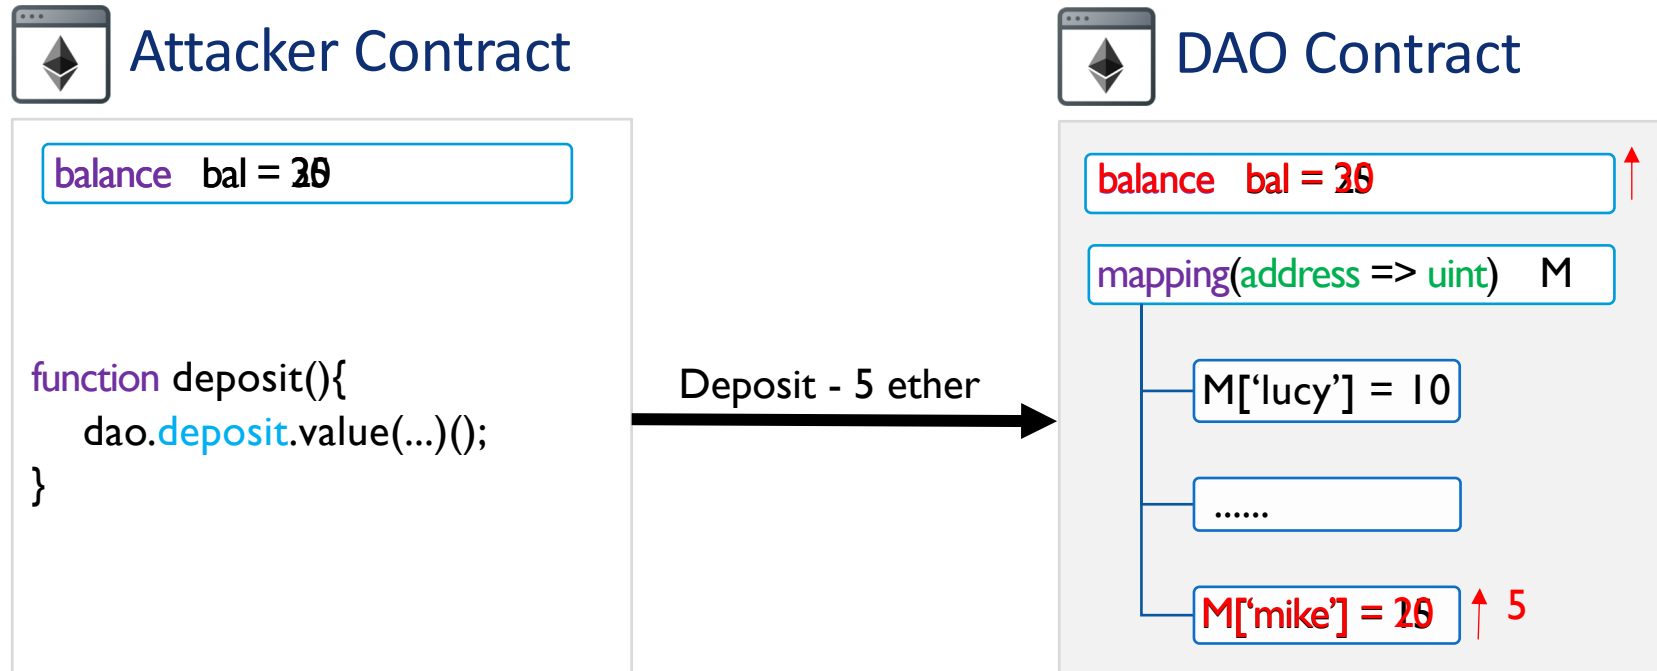 Attacker Contract
balance bal =
function deposit(){
dao.deposit.value(...)();
}
Deposit - 5 ether
DAO Contract
balance bal =
mapping(address => uint) M
M[‘lucy’] = 10
......
M[‘mike’] =
5